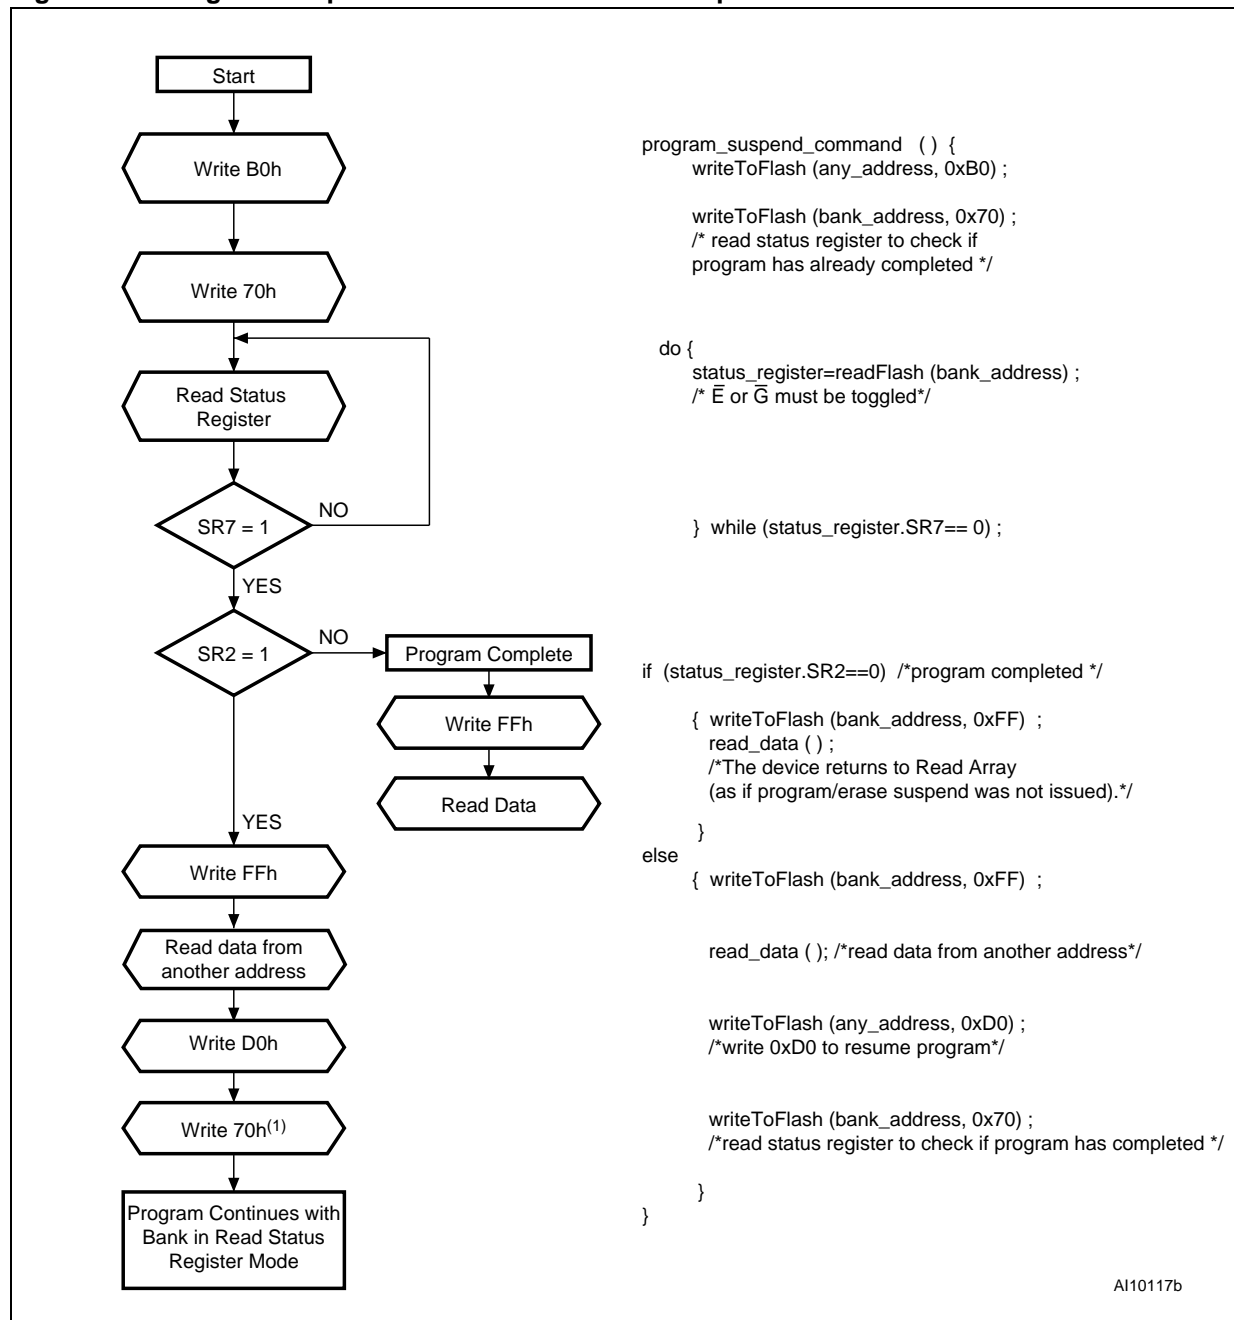 Start
Write B0h
Write 70h
Read Status
Register
SR7 = 1
NO
YES
SR2 = 1
NO
Program Complete
Write FFh
Read Data
YES
Write FFh
Read data from
another address
Write D0h
Write 70h(1)
Program Continues with
Bank in Read Status
Register Mode
program_suspend_command ( ) {
writeToFlash (any_address, 0xB0) ;
writeToFlash (bank_address, 0x70) ;
/* read status register to check if
program has already completed */
do {
status_register=readFlash (bank_address) ;
/* E̅ or G̅ must be toggled*/
} while (status_register.SR7== 0) ;
if (status_register.SR2==0) /*program completed */
{ writeToFlash (bank_address, 0xFF) ;
read_data ( ) ;
/*The device returns to Read Array
(as if program/erase suspend was not issued).*/
}
else
{ writeToFlash (bank_address, 0xFF) ;
read_data ( ); /*read data from another address*/
writeToFlash (any_address, 0xD0) ;
/*write 0xD0 to resume program*/
writeToFlash (bank_address, 0x70) ;
/*read status register to check if program has completed */
}
}
AI10117b